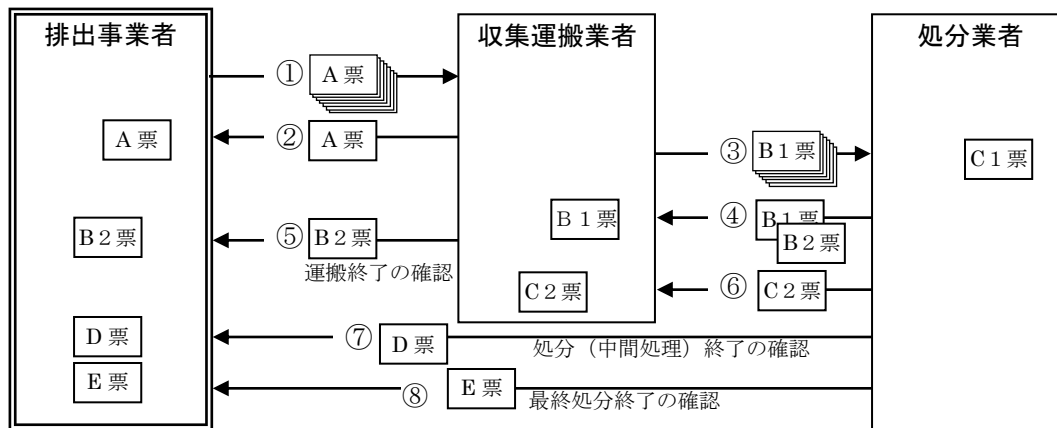 排出事業者
収集運搬業者
処分業者
① A票
② A票
A票
③ B1票
C1票
④ B1票
B2票
B1票
⑤ B2票
運搬終了の確認
B2票
⑥ C2票
C2票
⑦ D票
処分（中間処理）終了の確認
D票
⑧ E票
最終処分終了の確認
E票